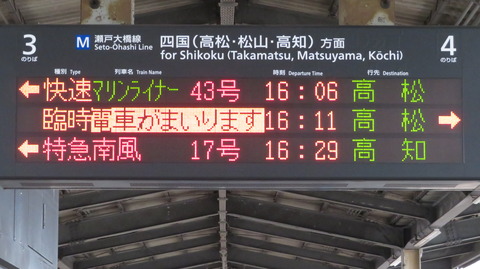 3 のりば
M 瀬戸大橋線 Seto-Ōhashi Line
四国(高松・松山・高知)方面
for Shikoku (Takamatsu, Matsuyama, Kōchi)
4 のりば
種別 Type 列車名 Train Name 時刻 Departure Time 行先 Destination
← 快速 マリンライナー 43号 16:06 高松
臨時 電車がまいります 16:11 高松 →
← 特急 南風 17号 16:29 高知